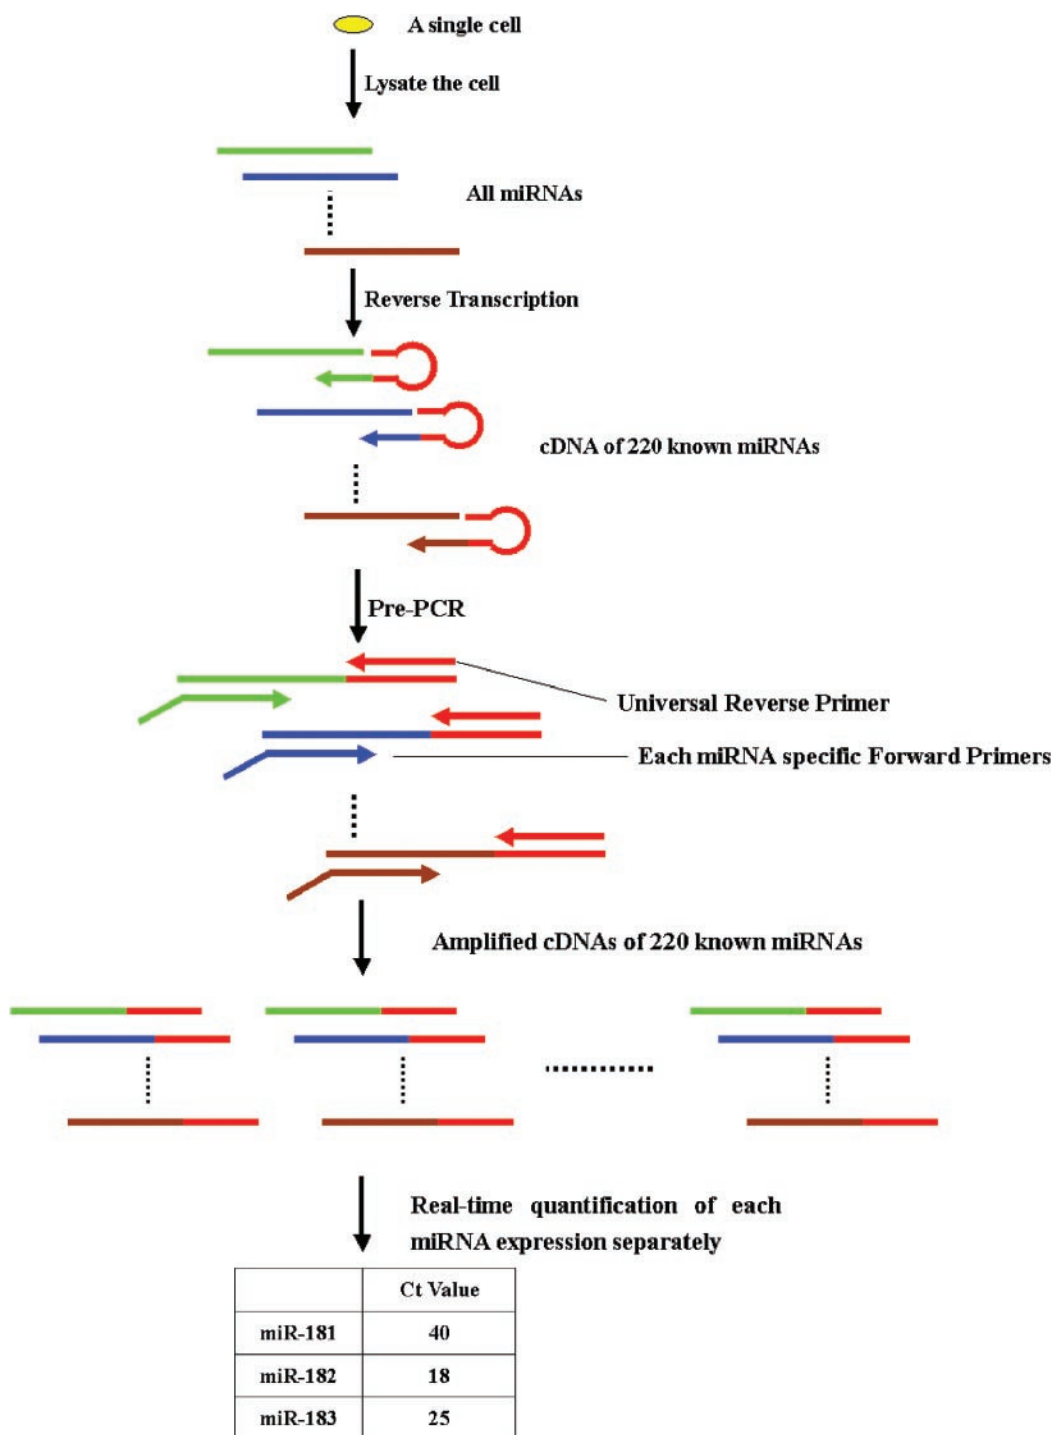 A single cell
Lysate the cell
All miRNAs
Reverse Transcription
cDNA of 220 known miRNAs
Pre-PCR
Universal Reverse Primer
Each miRNA specific Forward Primers
Amplified cDNAs of 220 known miRNAs
Real-time quantification of each
miRNA expression separately
Ct Value
miR-181 40
miR-182 18
miR-183 25